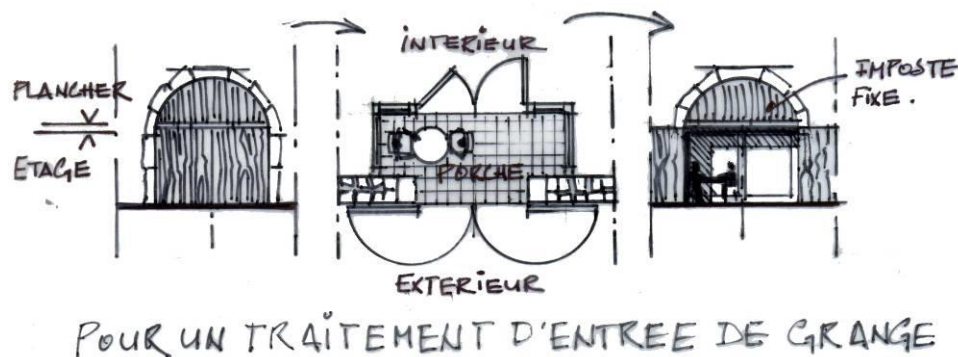 INTERIEUR
PLANCHER
ETAGE
PORCHE
IMPOSTE
FIXE.
EXTERIEUR
POUR UN TRAITEMENT D'ENTREE DE GRANGE